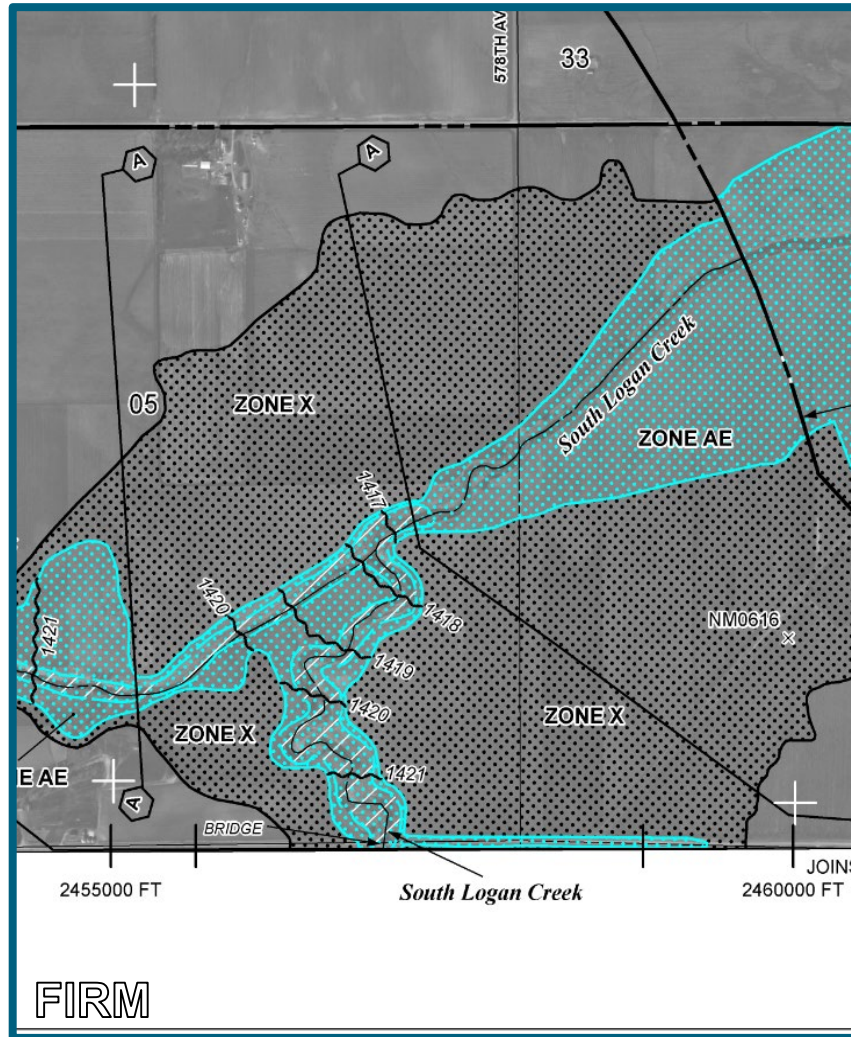 578TH AV
33
A
A
05
ZONE X
South Logan Creek
ZONE AE
1417
1420
1418
NM0616
1421
1419
1420
ZONE X
ZONE X
E AE
1421
A
BRIDGE
JOINS
2455000 FT
South Logan Creek
2460000 FT
FIRM